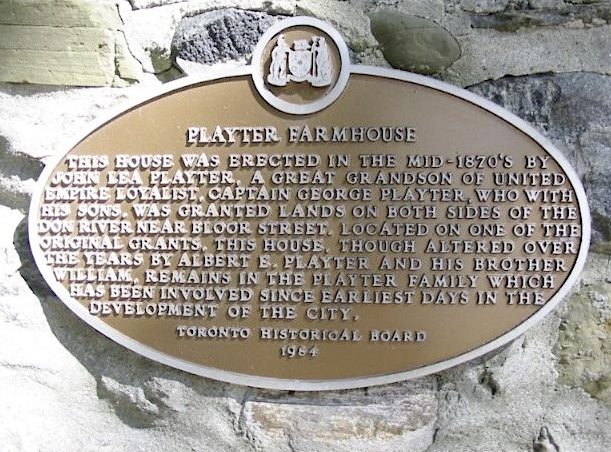 PLAYTER FARMHOUSE
THIS HOUSE WAS ERECTED IN THE MID-1870'S BY
JOHN LEA PLAYTER, A GREAT GRANDSON OF UNITED
EMPIRE LOYALIST, CAPTAIN GEORGE PLAYTER, WHO WITH
HIS SONS, WAS GRANTED LANDS ON BOTH SIDES OF THE
DON RIVER NEAR BLOOR STREET. LOCATED ON ONE OF THE
ORIGINAL GRANTS, THIS HOUSE, THOUGH ALTERED OVER
THE YEARS BY ALBERT E. PLAYTER AND HIS BROTHER
WILLIAM, REMAINS IN THE PLAYTER FAMILY WHICH
HAS BEEN INVOLVED SINCE EARLIEST DAYS IN THE
DEVELOPMENT OF THE CITY.
TORONTO HISTORICAL BOARD
1984